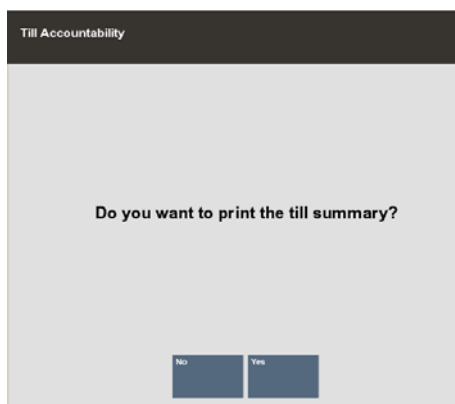 Till Accountability
Do you want to print the till summary?
No Yes